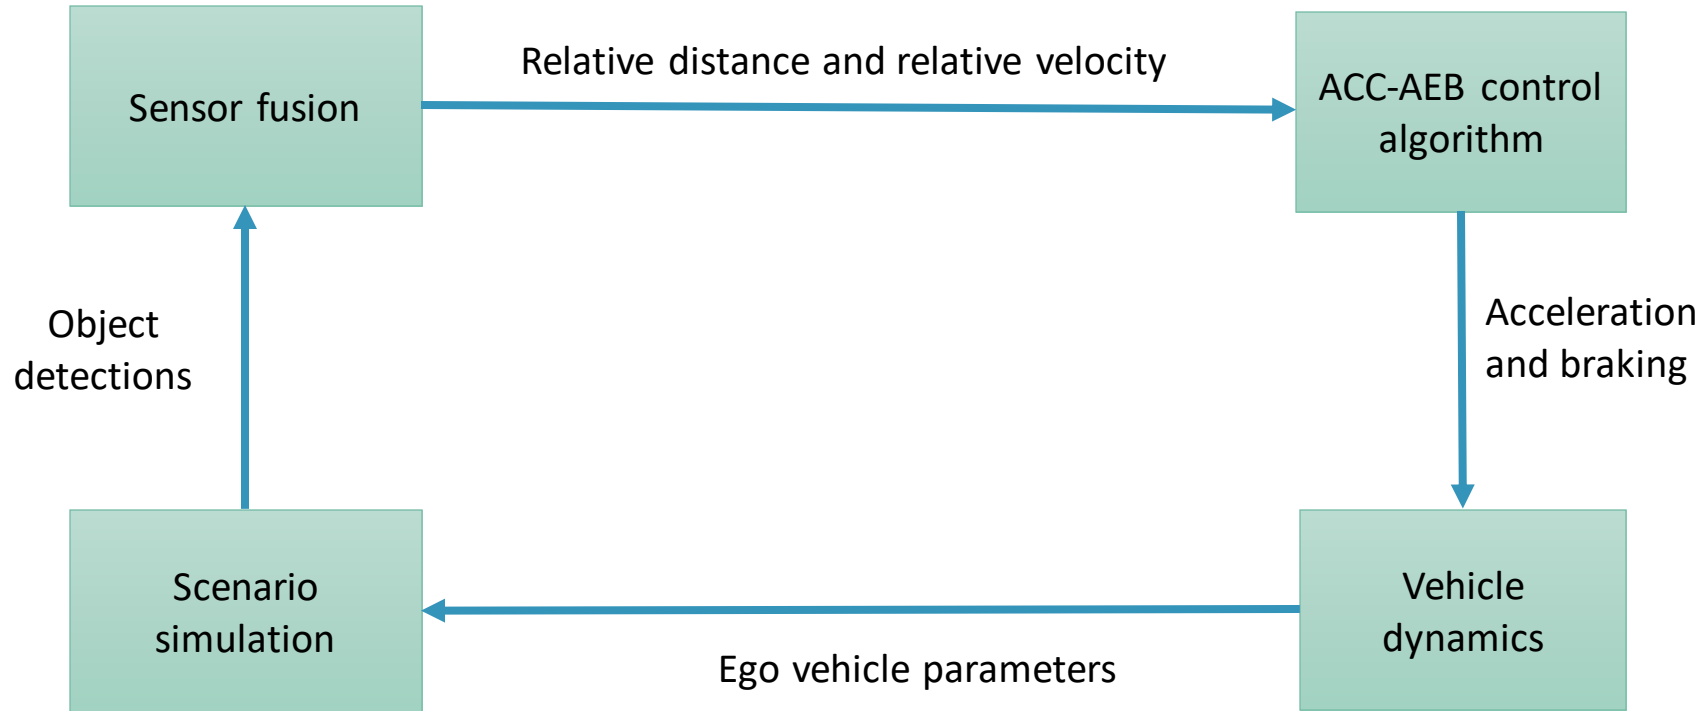 Sensor fusion
Relative distance and relative velocity
ACC-AEB control
algorithm
Object
detections
Acceleration
and braking
Scenario
simulation
Ego vehicle parameters
Vehicle
dynamics